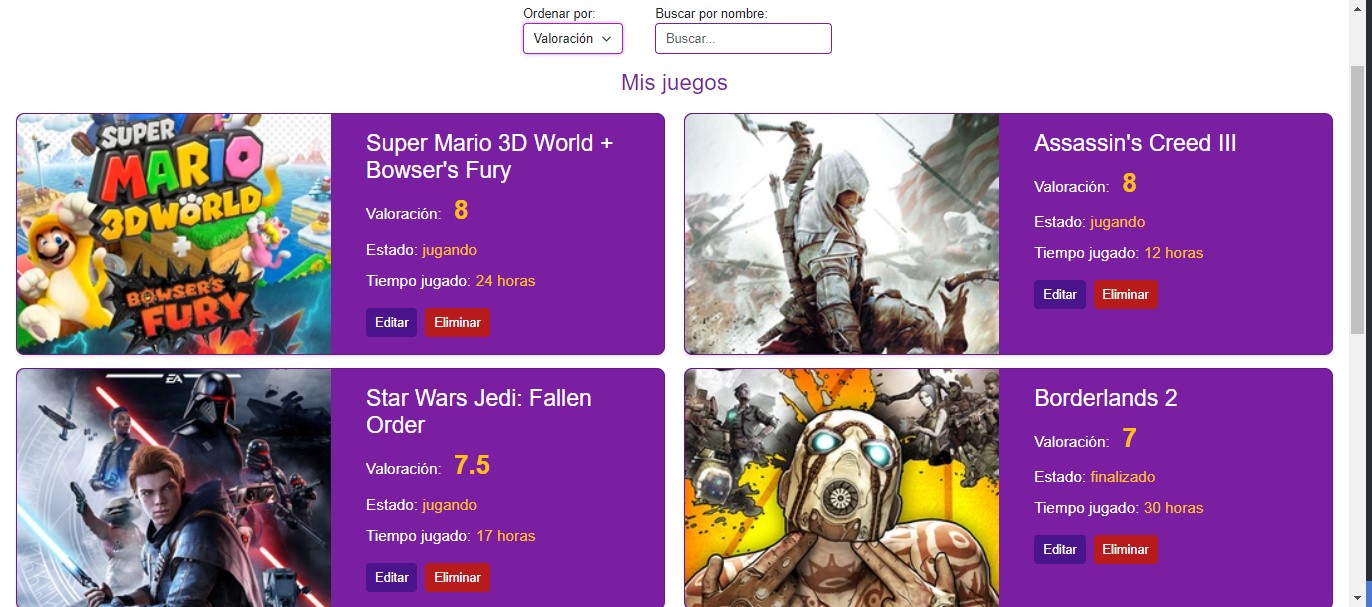 Ordenar por:
Buscar por nombre:
Valoración
Buscar...
Mis juegos
SUPER
MARIO
3D WORLD
+
BOWSER'S
FURY
Super Mario 3D World +
Bowser's Fury
Valoración: 8
Estado: jugando
Tiempo jugado: 24 horas
Editar
Eliminar
Assassin's Creed III
Valoración: 8
Estado: jugando
Tiempo jugado: 12 horas
Editar
Eliminar
EA
Star Wars Jedi: Fallen
Order
Valoración: 7.5
Estado: jugando
Tiempo jugado: 17 horas
Editar
Eliminar
Borderlands 2
Valoración: 7
Estado: finalizado
Tiempo jugado: 30 horas
Editar
Eliminar